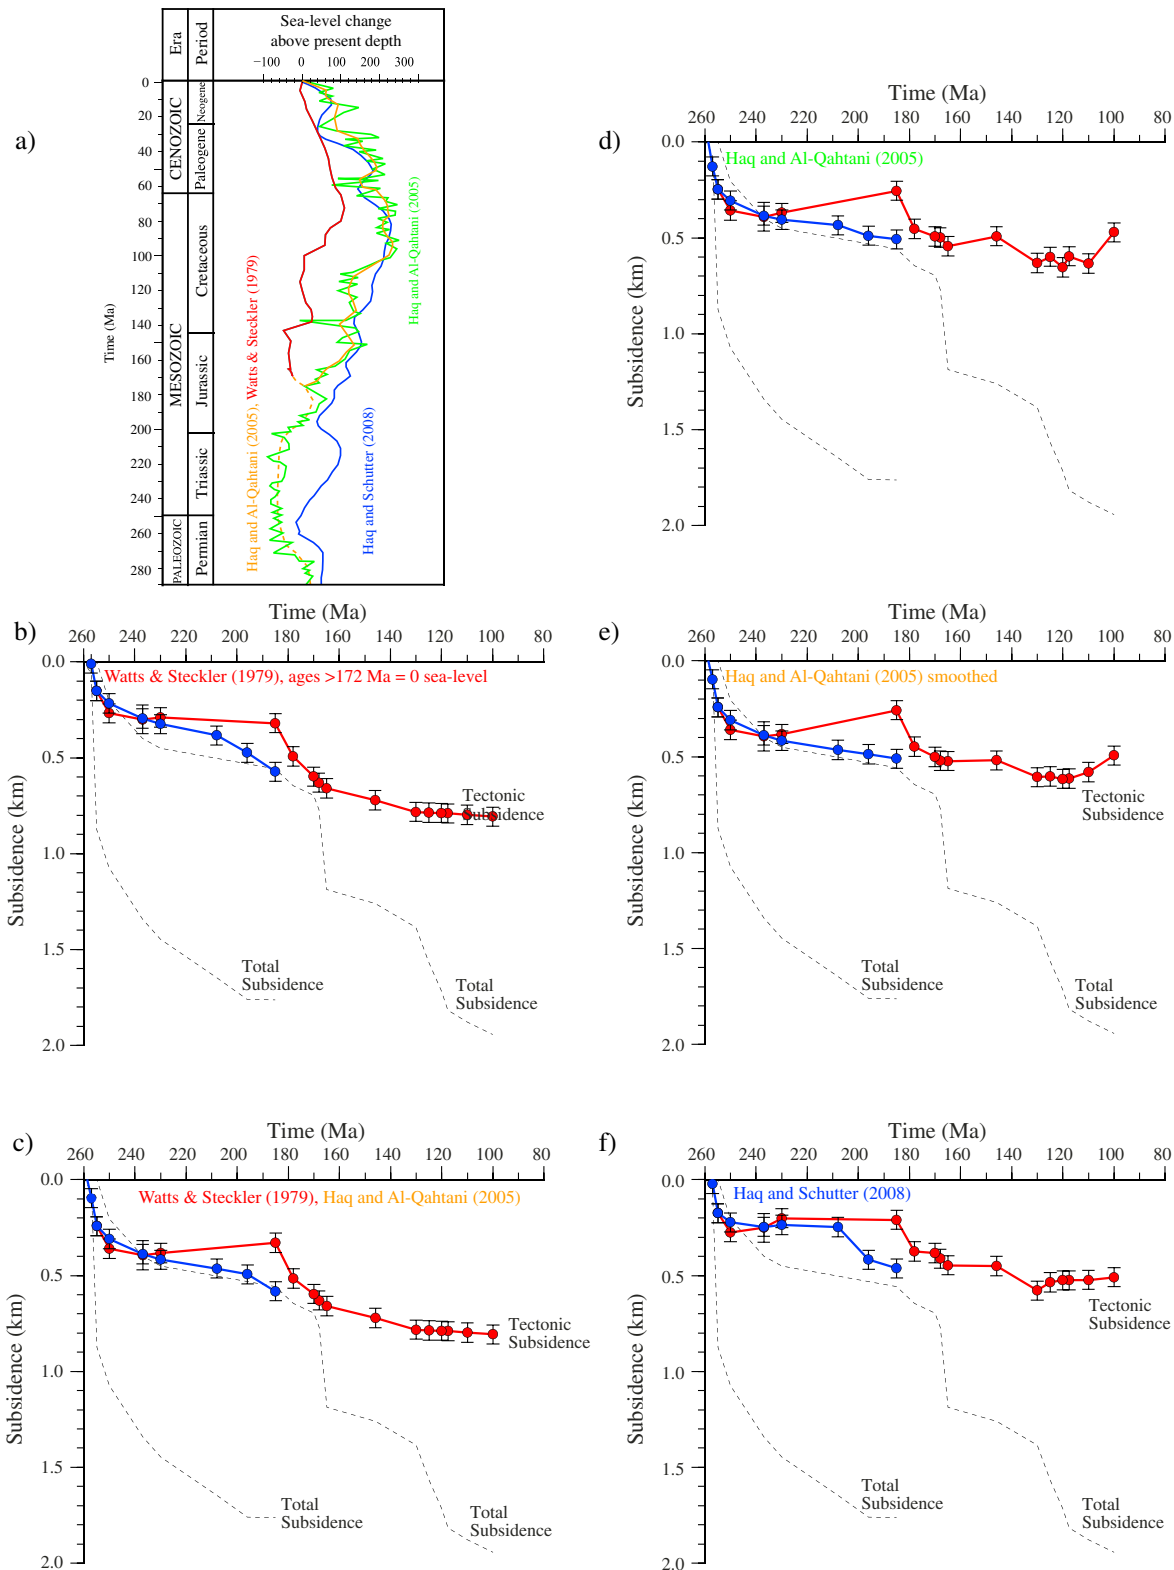 a)
Era
Period
Sea-level change
above present depth
−100 0 100 200 300
Time (Ma)
0
20
40
60
80
100
120
140
160
180
200
220
240
260
280
CENOZOIC
MESOZOIC
PALEOZOIC
Neogene
Paleogene
Cretaceous
Jurassic
Triassic
Permian
Haq and Al-Qahtani (2005), Watts & Steckler (1979)
Haq and Schutter (2008)
Haq and Al-Qahtani (2005)
b)
Time (Ma)
260 240 220 200 180 160 140 120 100 80
Watts & Steckler (1979), ages >172 Ma = 0 sea-level
Subsidence (km)
0.0
0.5
1.0
1.5
2.0
Tectonic
Subsidence
Total
Subsidence
Total
Subsidence
c)
Time (Ma)
260 240 220 200 180 160 140 120 100 80
Watts & Steckler (1979), Haq and Al-Qahtani (2005)
Subsidence (km)
0.0
0.5
1.0
1.5
2.0
Tectonic
Subsidence
Total
Subsidence
Total
Subsidence
d)
Time (Ma)
260 240 220 200 180 160 140 120 100 80
Haq and Al-Qahtani (2005)
Subsidence (km)
0.0
0.5
1.0
1.5
2.0
e)
Time (Ma)
260 240 220 200 180 160 140 120 100 80
Haq and Al-Qahtani (2005) smoothed
Subsidence (km)
0.0
0.5
1.0
1.5
2.0
Tectonic
Subsidence
Total
Subsidence
Total
Subsidence
f)
Time (Ma)
260 240 220 200 180 160 140 120 100 80
Haq and Schutter (2008)
Subsidence (km)
0.0
0.5
1.0
1.5
2.0
Tectonic
Subsidence
Total
Subsidence
Total
Subsidence